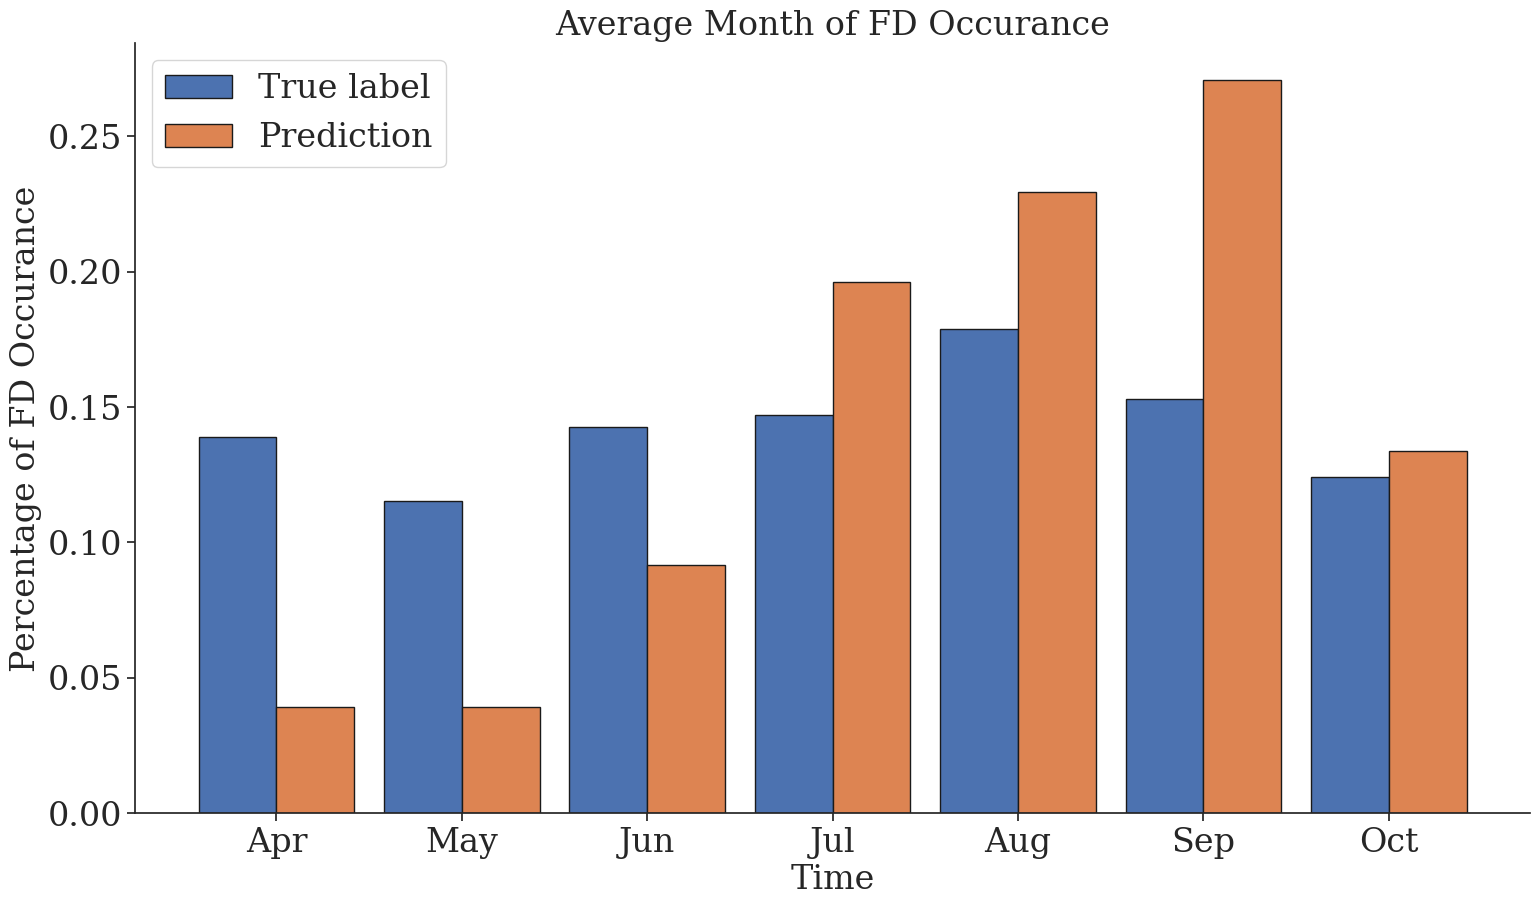 Average Month of FD Occurance
True label
Prediction
Percentage of FD Occurance
0.25
0.20
0.15
0.10
0.05
0.00
Apr May Jun Jul Aug Sep Oct
Time